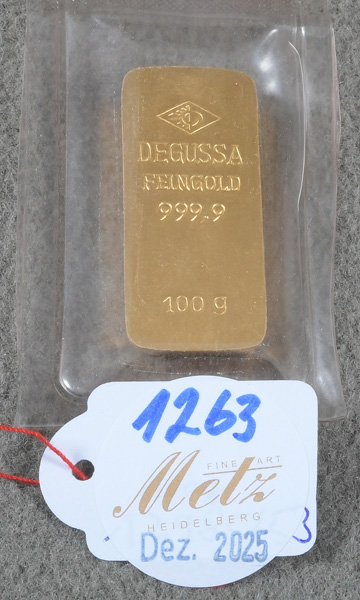 DEGUSSA
FEINGOLD
999.9
100 g
1263
FINE ART
Metz
HEIDELBERG
3
Dez. 2025